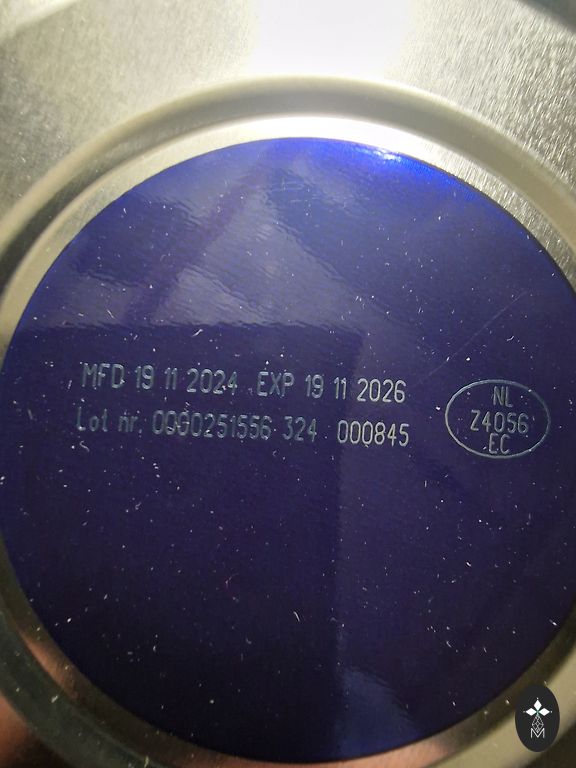 MFD 19 11 2024 EXP 19 11 2026
Lot nr. 0000251556 324 000845
NL
Z4056
EC
M